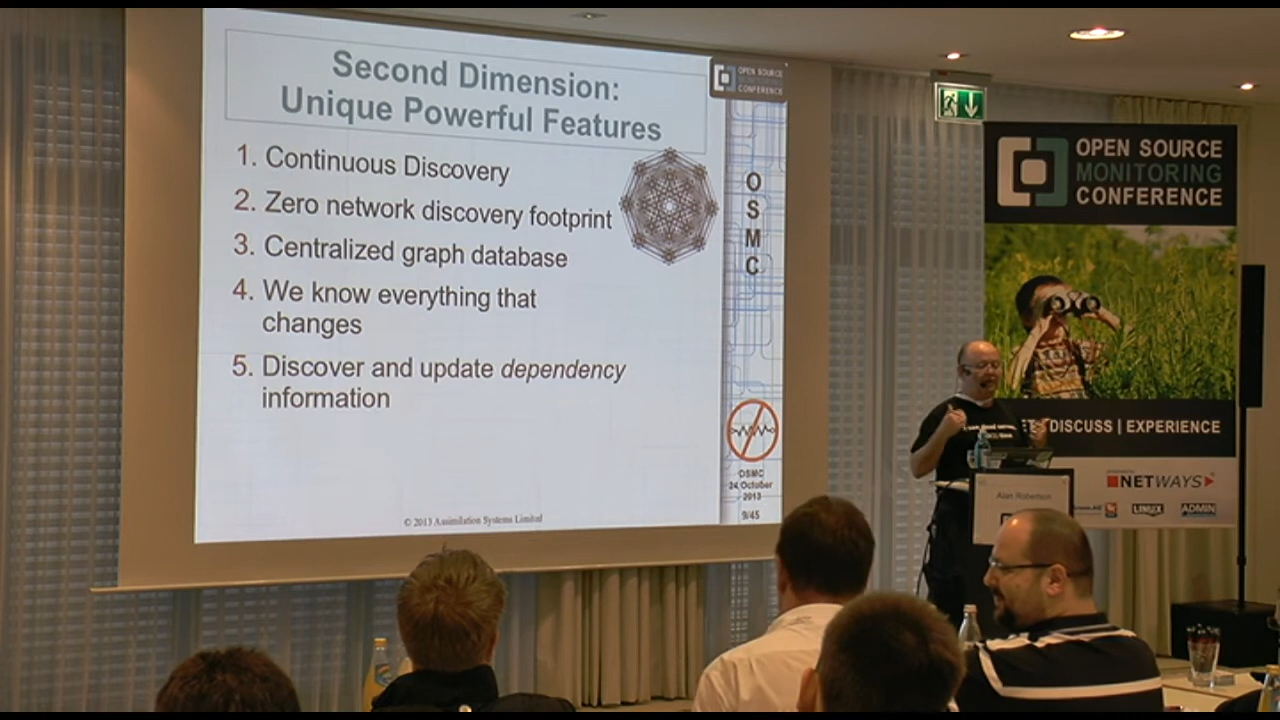 Second Dimension:
Unique Powerful Features
1. Continuous Discovery
2. Zero network discovery footprint
3. Centralized graph database
4. We know everything that
changes
5. Discover and update dependency
information
© 2013 Assimilation Systems Limited
OPEN SOURCE
MONITORING
CONFERENCE
O
S
M
C
OSMC
24 October
2013
9/45
OPEN SOURCE
MONITORING
CONFERENCE
DISCUSS | EXPERIENCE
NETWAYS
LINUX
ADMIN
Alan Robertson